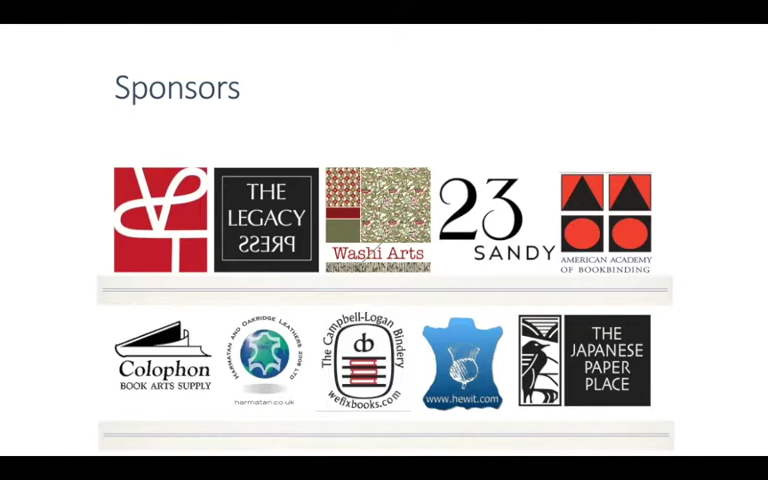 Sponsors
THE
LEGACY
PRESS
Washi Arts
23
SANDY
AMERICAN ACADEMY
OF BOOKBINDING
Colophon
BOOK ARTS SUPPLY
HARMATAN AND OAKRIDGE LEATHERS 2008 LTD
harmatan.co.uk
The Campbell-Logan Bindery
cb
wefixbooks.com
www.hewit.com
THE
JAPANESE
PAPER
PLACE